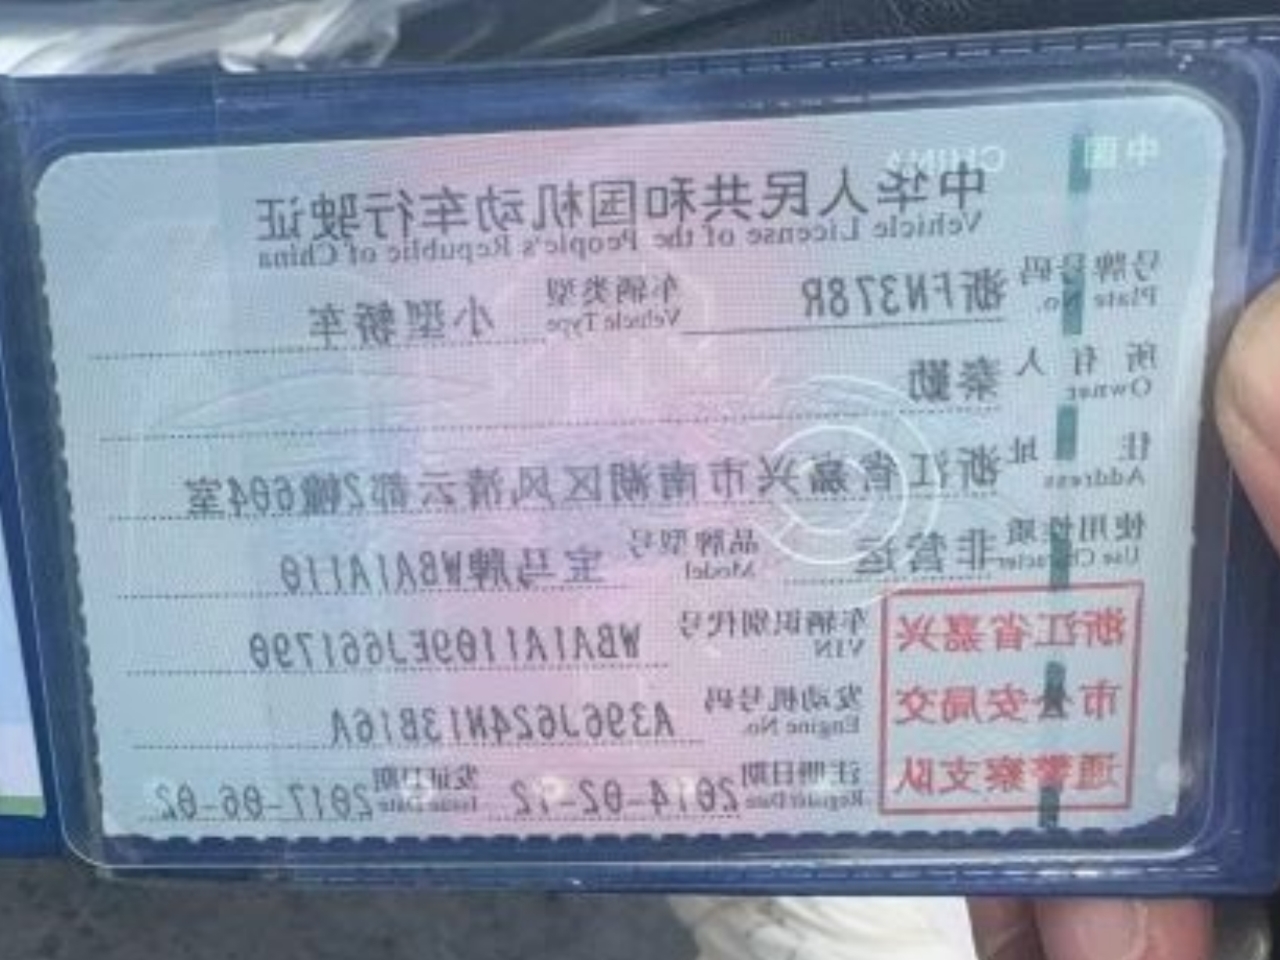 中国 CHINA
中华人民共和国机动车行驶证
Vehicle License of the People's Republic of China
号牌号码 浙FN378R 车辆类型 小型轿车
Plate No. Vehicle Type
所有人 秦勤
Owner
住址 浙江省嘉兴市南湖区风清云都2幢604室
Address
使用性质 非营运 品牌型号 宝马牌WBA1A110
Use Character Model
浙江省嘉兴
市公安局交
通警察支队
车辆识别代号 WBA1A1109EJ661790
VIN
发动机号码 A396J624N13B16A
Engine No.
注册日期 2014-02-12 发证日期 2017-06-02
Register Date Issue Date